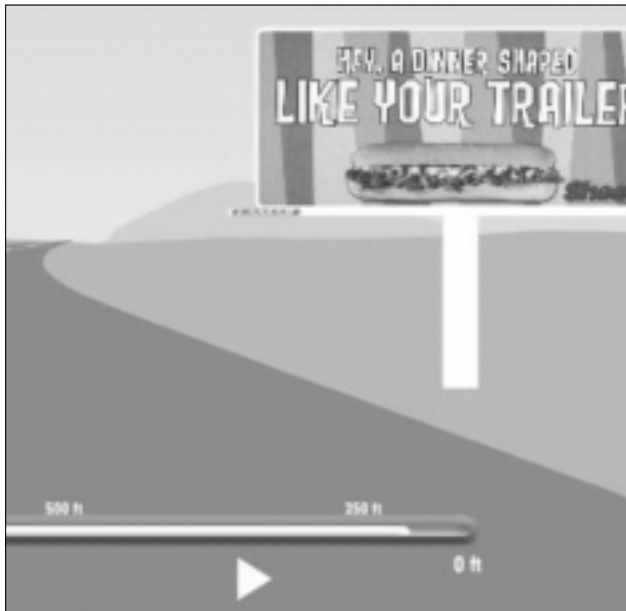 HEY, A DINNER SHAPED
LIKE YOUR TRAILER
500 ft
250 ft
0 ft